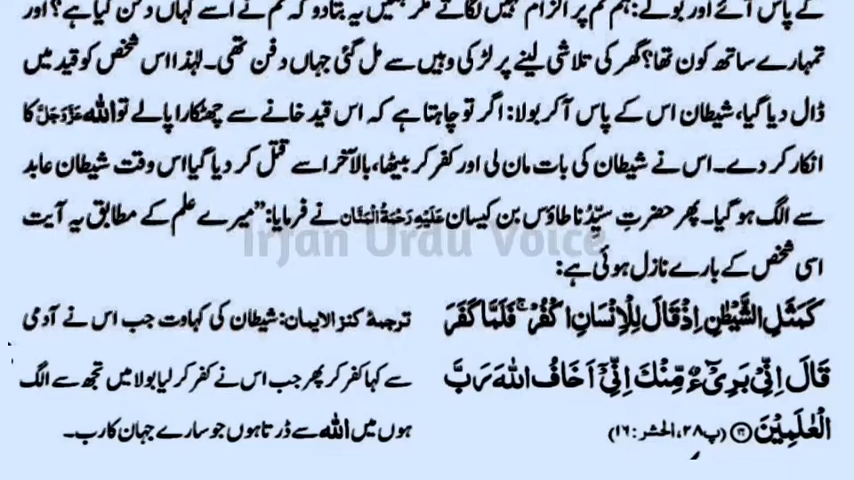 کے پاس آئے اور بولے: ہم تم پر الزام نہیں لگاتے مگر ہمیں یہ بتا دو کہ تم نے اسے کہاں دفن کیا ہے؟ اور
تمہارے ساتھ کون تھا؟ گھر کی تلاشی لینے پر لڑکی وہیں سے مل گئی جہاں دفن تھی۔ لہٰذا اس شخص کو قید میں
ڈال دیا گیا، شیطان اس کے پاس آ کر بولا: اگر تو چاہتا ہے کہ اس قید خانے سے چھٹکارا پا لے تو اللہ عَزَّوَجَلَّ کا
انکار کر دے۔ اس نے شیطان کی بات مان لی اور کفر کر بیٹھا، بالآخر اسے قتل کر دیا گیا اس وقت شیطان عابد
سے الگ ہو گیا۔ پھر حضرتِ سیِّدُنا طاؤس بن کیسان عَلَیْہِ رَحْمَۃُ الْمَنَّان نے فرمایا: ”میرے علم کے مطابق یہ آیت
Irfan Urdu Voice
اسی شخص کے بارے نازل ہوئی ہے:
کَمَثَلِ الشَّیْطٰنِ اِذْ قَالَ لِلْاِنْسَانِ اکْفُرْ ۚ فَلَمَّا کَفَرَ
ترجمۂ کنز الایمان: شیطان کی کہاوت جب اس نے آدمی
قَالَ اِنِّیْ بَرِیْٓءٌ مِّنْكَ اِنِّیْۤ اَخَافُ اللّٰہَ رَبَّ
سے کہا کفر کر پھر جب اس نے کفر کر لیا بولا میں تجھ سے الگ
الْعٰلَمِیْنَ ﴿۱۶﴾ (پ۲۸، الحشر: ۱۶)
ہوں میں اللہ سے ڈرتا ہوں جو سارے جہان کا رب۔